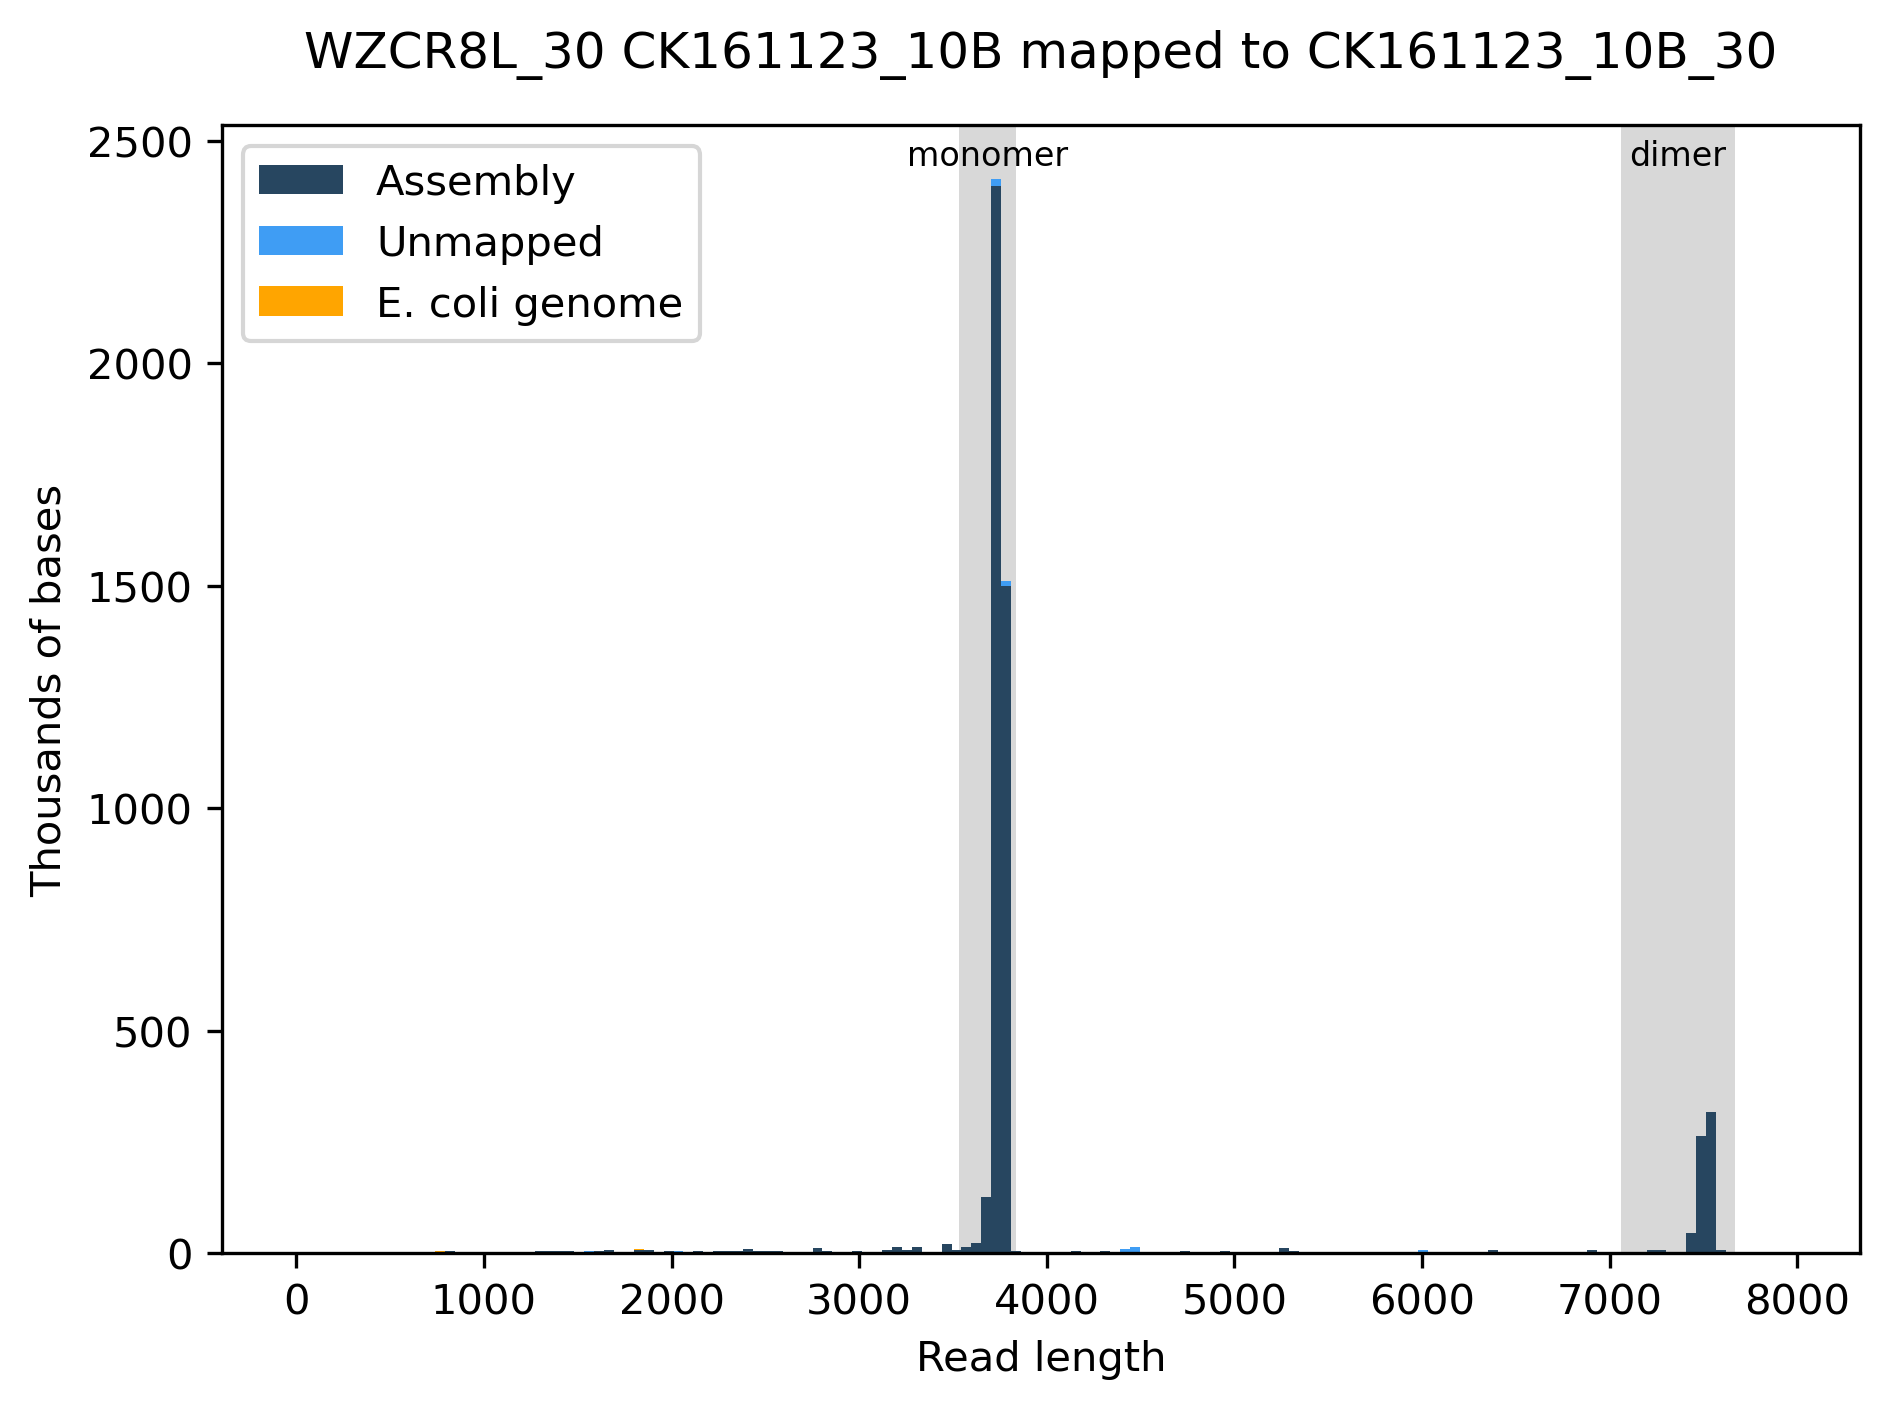 WZCR8L_30 CK161123_10B mapped to CK161123_10B_30
2500
2000
1500
1000
500
0
Thousands of bases
Assembly
Unmapped
E. coli genome
monomer
dimer
0 1000 2000 3000 4000 5000 6000 7000 8000
Read length